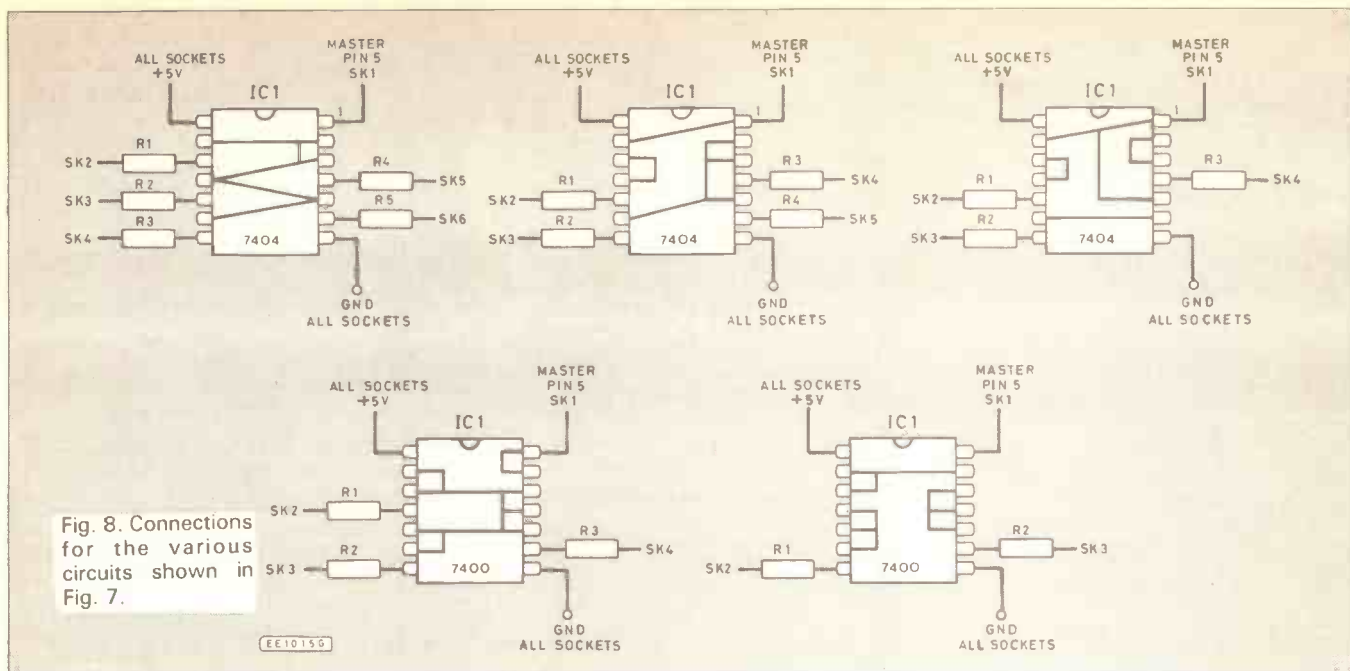 ALL SOCKETS
+5V
MASTER
PIN 5
SK1
IC1
1
SK2
R1
SK3
R2
SK4
R3
R4
SK5
R5
SK6
7404
GND
ALL SOCKETS
ALL SOCKETS
+5V
MASTER
PIN 5
SK1
IC1
1
SK2
R1
SK3
R2
R3
SK4
R4
SK5
7404
GND
ALL SOCKETS
ALL SOCKETS
+5V
MASTER
PIN 5
SK1
IC1
1
SK2
R1
SK3
R2
R3
SK4
7404
GND
ALL SOCKETS
ALL SOCKETS
+5V
MASTER
PIN 5
SK1
IC1
SK2
R1
SK3
R2
R3
SK4
7400
GND
ALL SOCKETS
ALL SOCKETS
+5V
MASTER
PIN 5
SK1
IC1
SK2
R1
R2
SK3
7400
GND
ALL SOCKETS
Fig. 8. Connections
for the various
circuits shown in
Fig. 7.
EE1015G